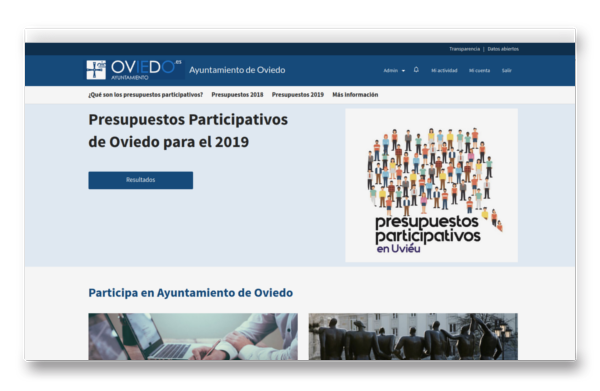 Transparencia | Datos abiertos
OVIEDO.ES
AYUNTAMIENTO
Ayuntamiento de Oviedo
Admin
Mi actividad
Mi cuenta
Salir
¿Qué son los presupuestos participativos? Presupuestos 2018 Presupuestos 2019 Más información
Presupuestos Participativos
de Oviedo para el 2019
Resultados
presupuestos
participativos
en Uviéu
Participa en Ayuntamiento de Oviedo